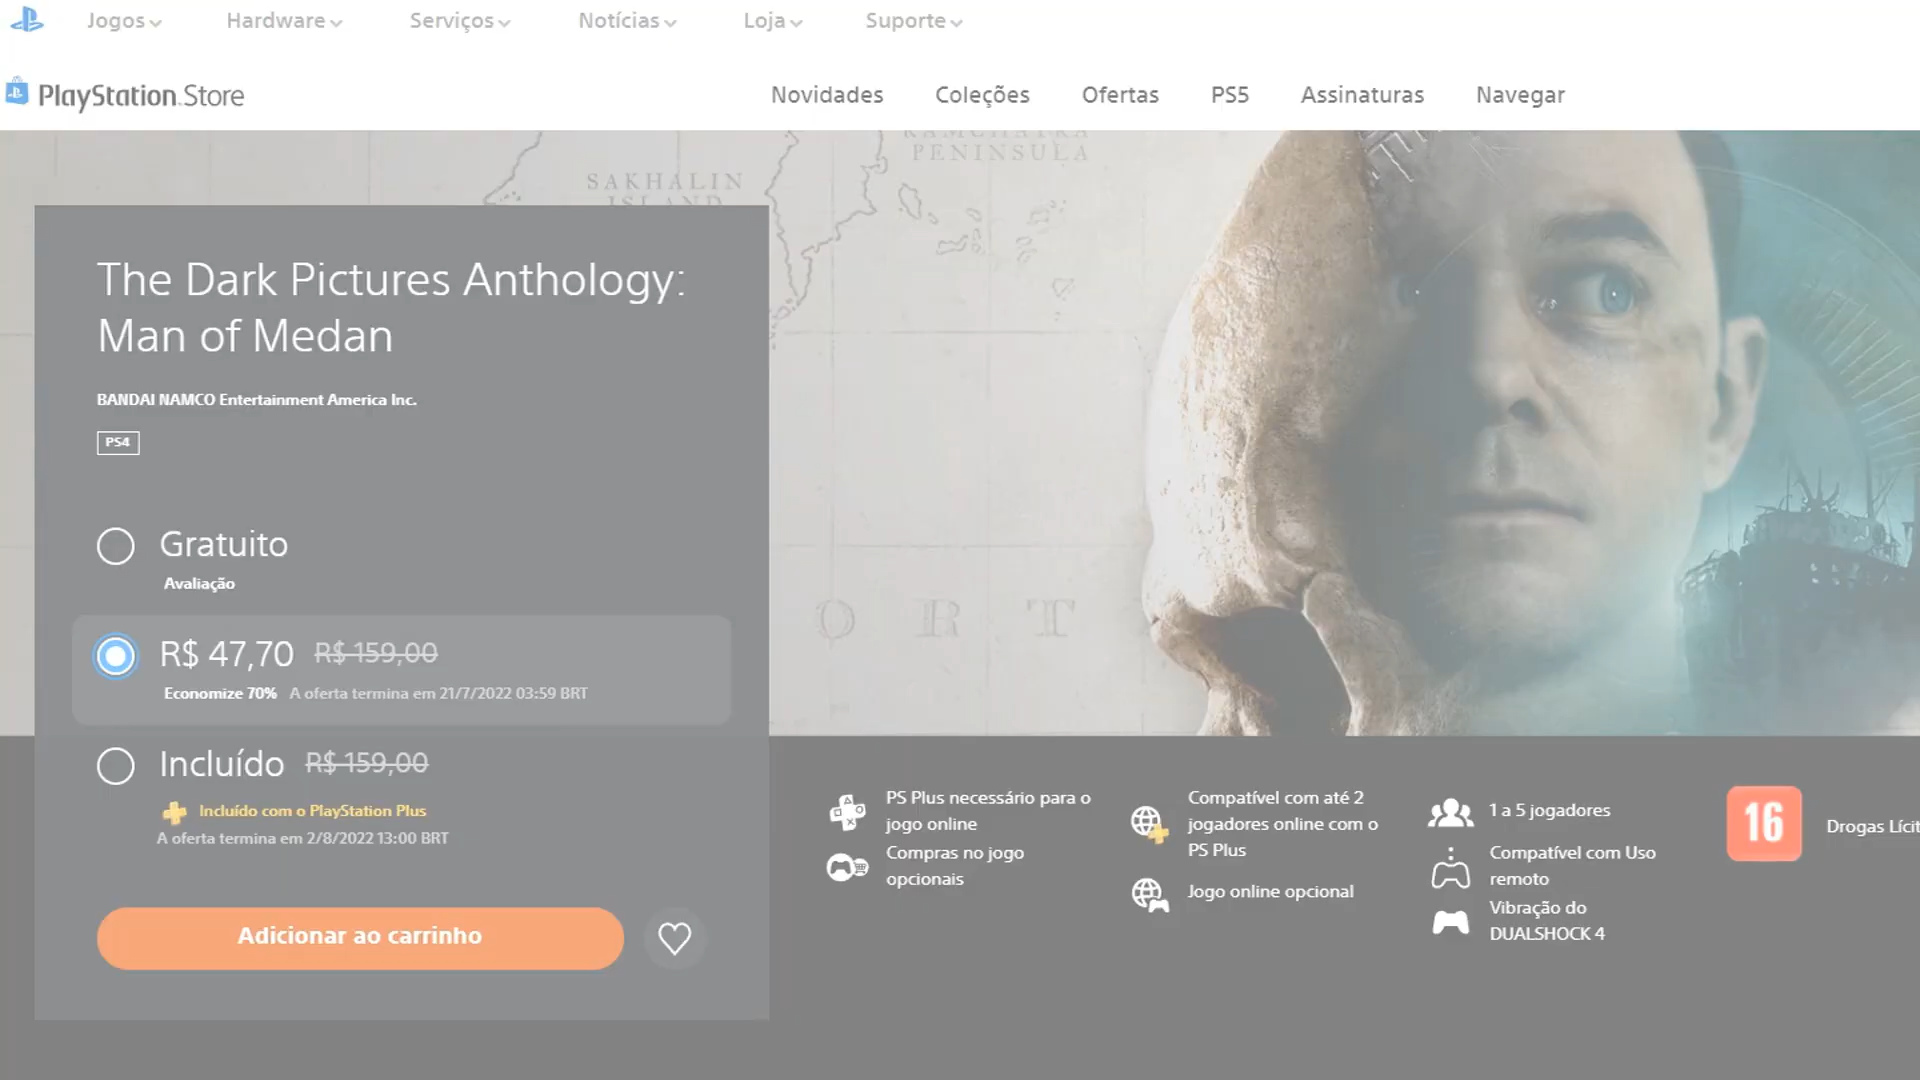 Jogos
Hardware
Serviços
Notícias
Loja
Suporte
PlayStation.Store
Novidades
Coleções
Ofertas
PS5
Assinaturas
Navegar
KAMCHATKA
PENINSULA
SAKHALIN
ISLAND
The Dark Pictures Anthology:
Man of Medan
BANDAI NAMCO Entertainment America Inc.
PS4
Gratuito
Avaliação
R$ 47,70 R$ 159,00
Economize 70% A oferta termina em 21/7/2022 03:59 BRT
Incluído R$ 159,00
Incluído com o PlayStation Plus
A oferta termina em 2/8/2022 13:00 BRT
Adicionar ao carrinho
O R T
PS Plus necessário para o
jogo online
Compras no jogo
opcionais
Compatível com até 2
jogadores online com o
PS Plus
Jogo online opcional
1 a 5 jogadores
Compatível com Uso
remoto
Vibração do
DUALSHOCK 4
16
Drogas Lícit